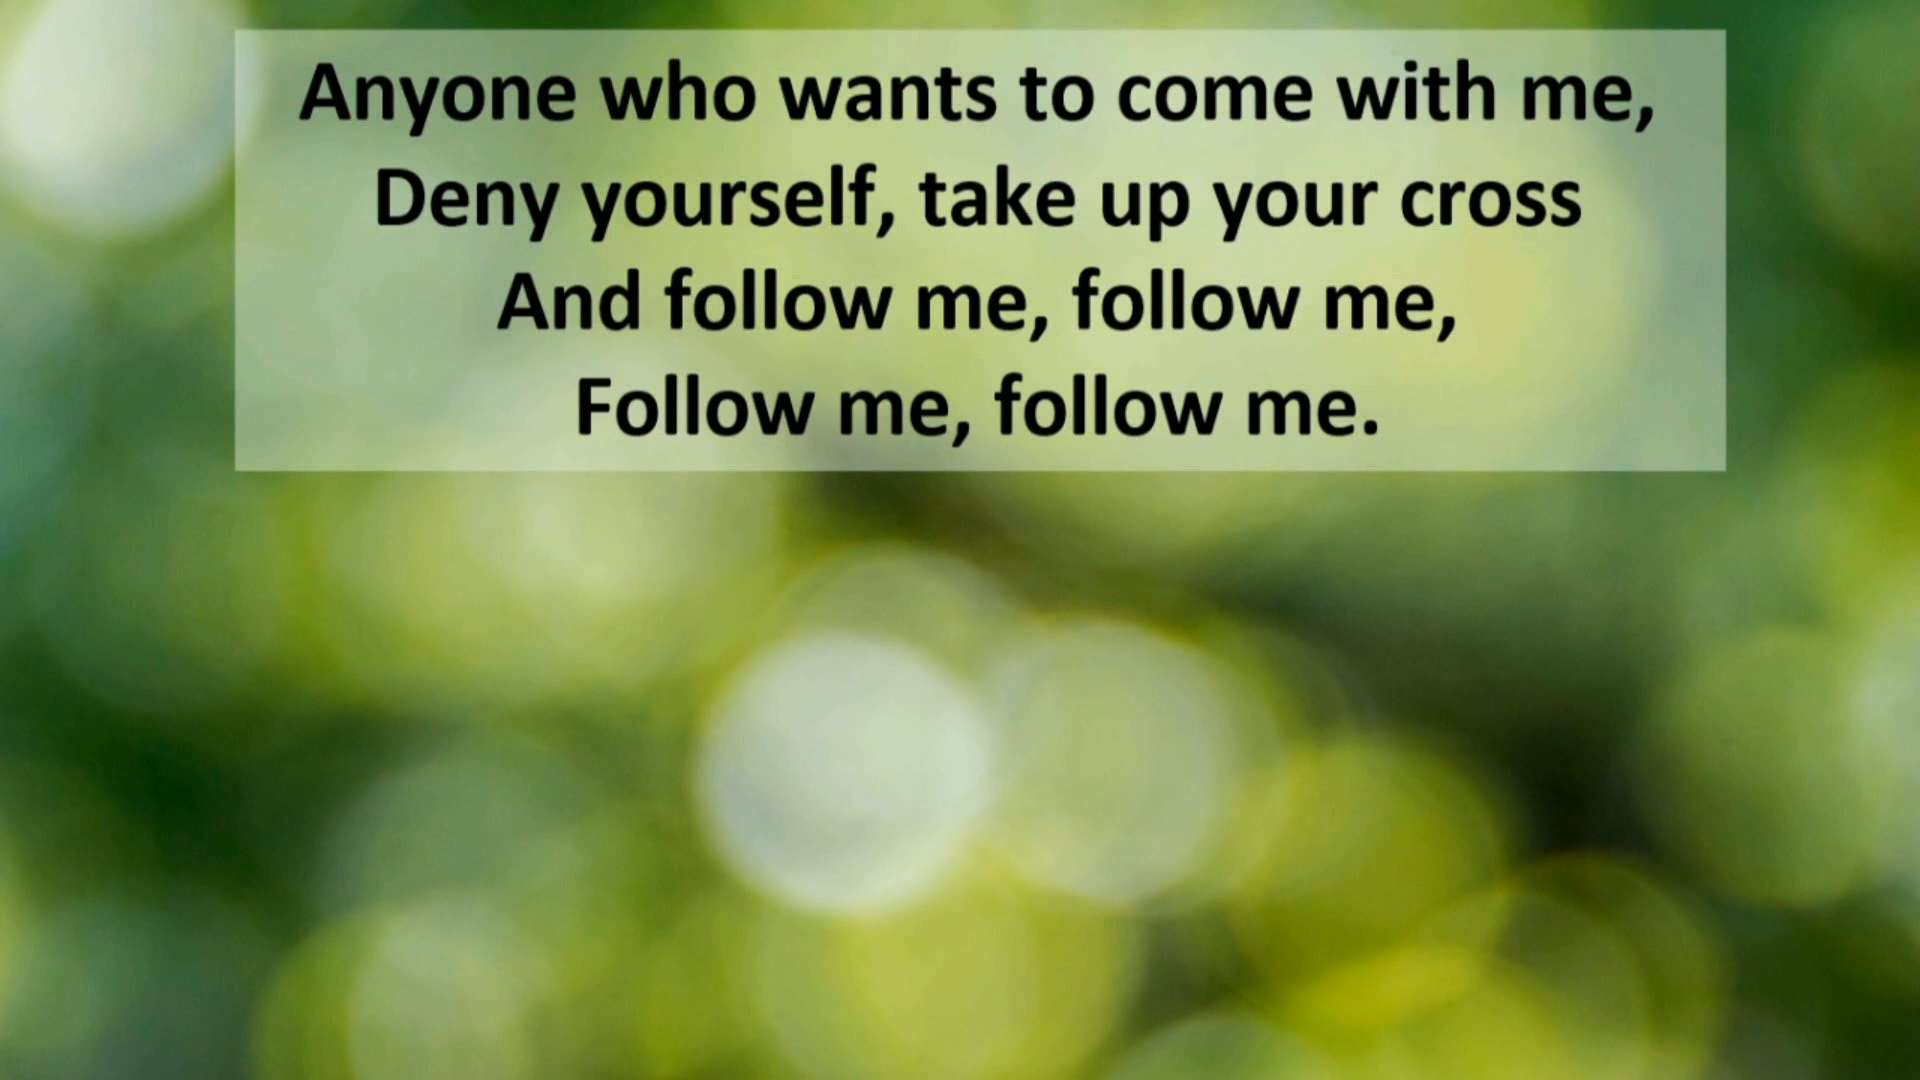 Anyone who wants to come with me,
Deny yourself, take up your cross
And follow me, follow me,
Follow me, follow me.